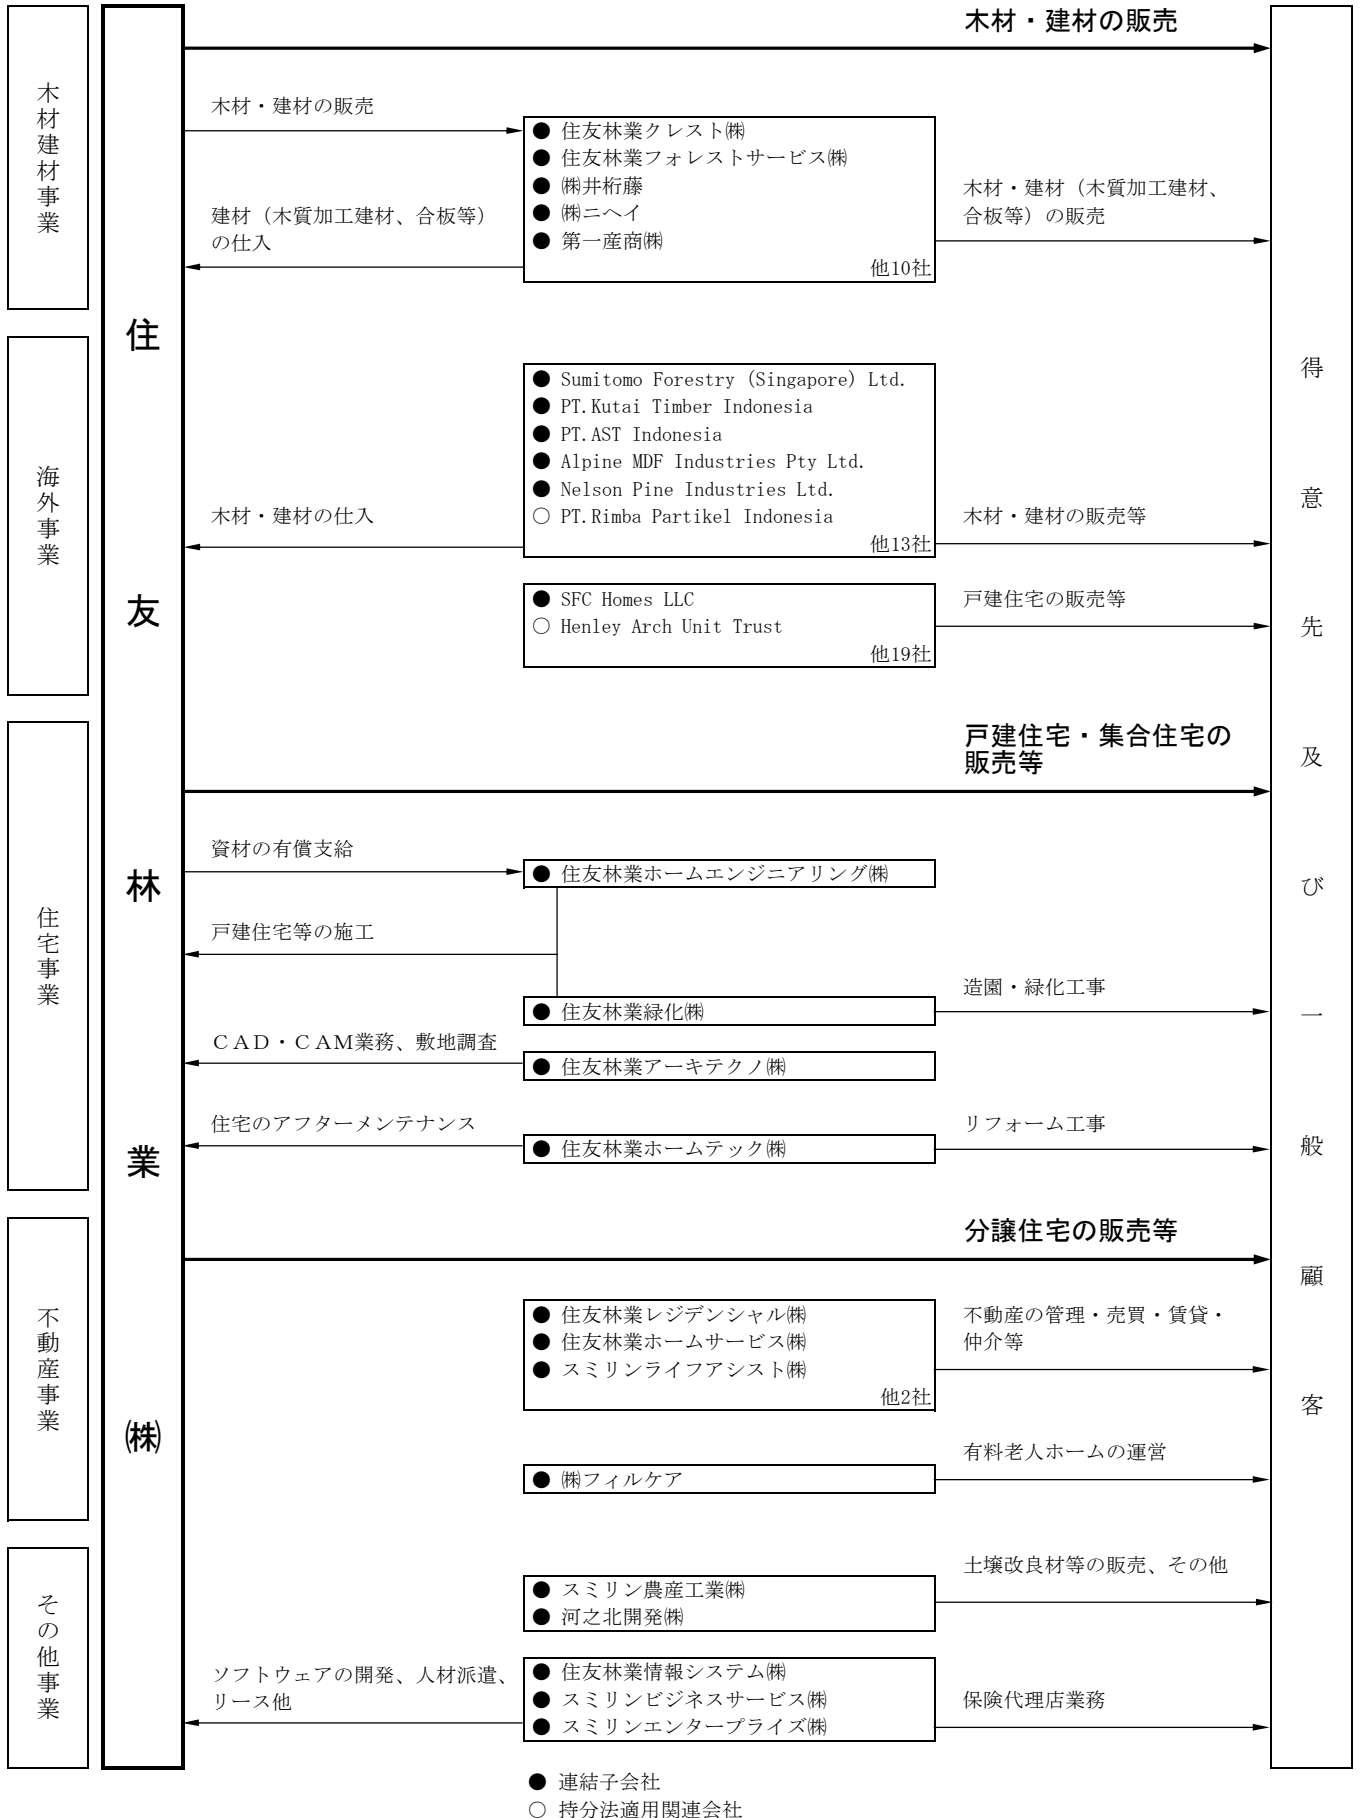 木材建材事業
海外事業
住宅事業
不動産事業
その他事業
住友林業㈱
木材・建材の販売
木材・建材の販売
● 住友林業クレスト㈱
● 住友林業フォレストサービス㈱
● ㈱井桁藤
● ㈱ニヘイ
● 第一産商㈱
他10社
建材（木質加工建材、合板等）
の仕入
木材・建材（木質加工建材、
合板等）の販売
● Sumitomo Forestry (Singapore) Ltd.
● PT.Kutai Timber Indonesia
● PT.AST Indonesia
● Alpine MDF Industries Pty Ltd.
● Nelson Pine Industries Ltd.
○ PT.Rimba Partikel Indonesia
他13社
木材・建材の仕入
木材・建材の販売等
● SFC Homes LLC
○ Henley Arch Unit Trust
他19社
戸建住宅の販売等
戸建住宅・集合住宅の
販売等
資材の有償支給
● 住友林業ホームエンジニアリング㈱
戸建住宅等の施工
● 住友林業緑化㈱
造園・緑化工事
ＣＡＤ・ＣＡＭ業務、敷地調査
● 住友林業アーキテクノ㈱
住宅のアフターメンテナンス
● 住友林業ホームテック㈱
リフォーム工事
分譲住宅の販売等
● 住友林業レジデンシャル㈱
● 住友林業ホームサービス㈱
● スミリンライフアシスト㈱
他2社
不動産の管理・売買・賃貸・
仲介等
● ㈱フィルケア
有料老人ホームの運営
● スミリン農産工業㈱
● 河之北開発㈱
土壌改良材等の販売、その他
ソフトウェアの開発、人材派遣、
リース他
● 住友林業情報システム㈱
● スミリンビジネスサービス㈱
● スミリンエンタープライズ㈱
保険代理店業務
得意先及び一般顧客
● 連結子会社
○ 持分法適用関連会社